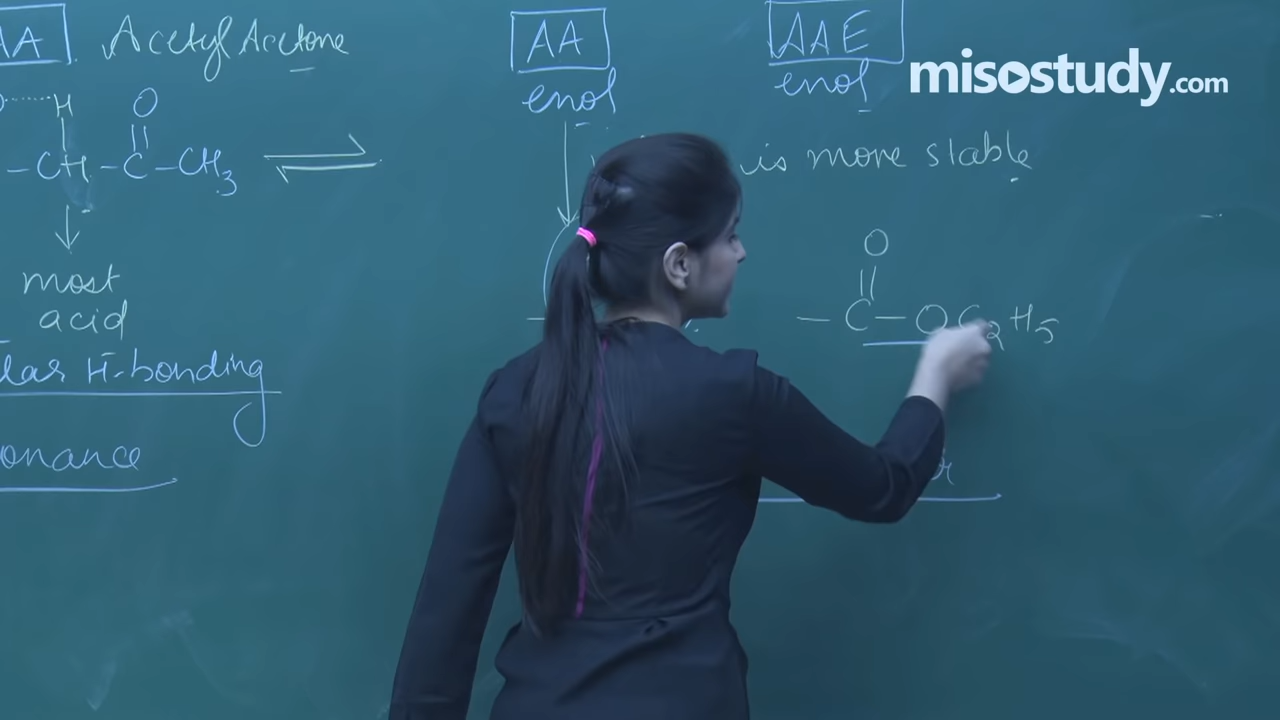 AA Acetyl Acetone
AA
enol
AAE
enol
misostudy.com
H O
||
-CH-C-CH3 ⇌
is more stable
most
acid
H-bonding
onance
O
||
-C-OC2H5